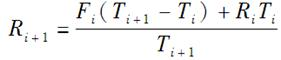 R_{i+1} = \frac{F_i (T_{i+1} - T_i) + R_i T_i}{T_{i+1}}